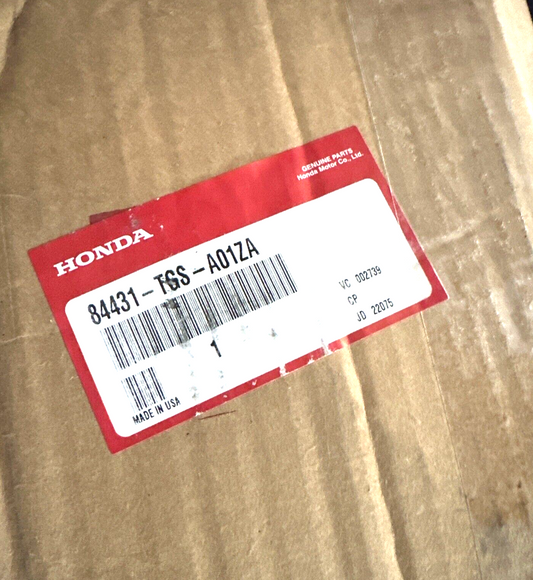 GENUINE PARTS
Honda Motor Co., Ltd.
HONDA
84431-TGS-A01ZA
VC 002739
1
CP
JD 22075
MADE IN USA